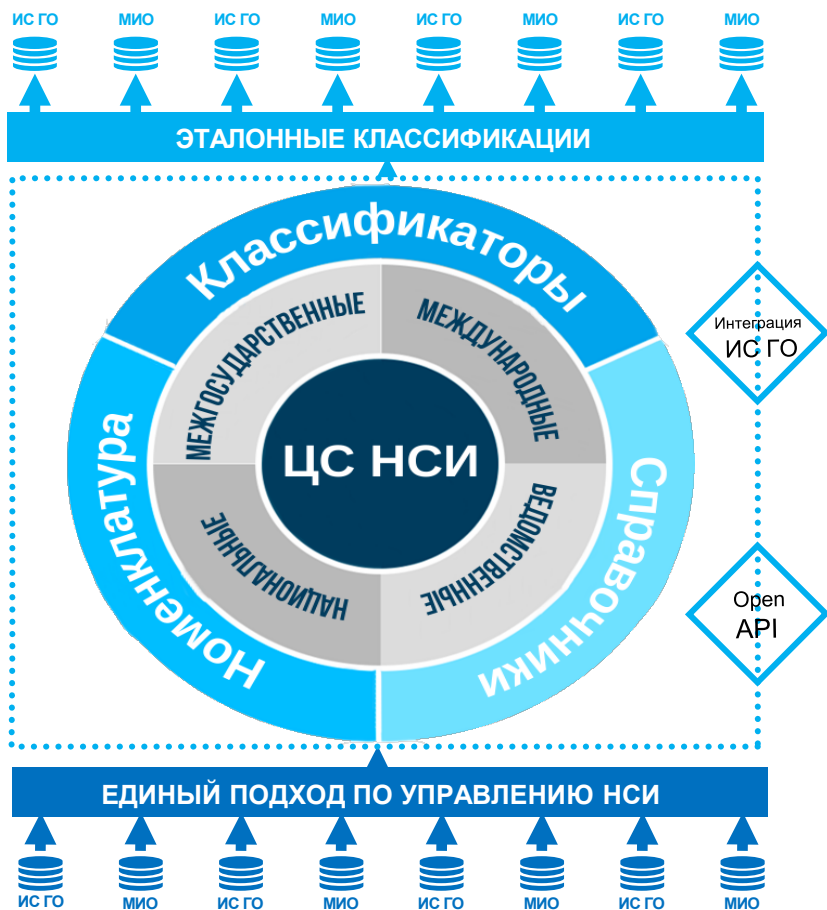 ИС ГО МИО ИС ГО МИО ИС ГО МИО ИС ГО МИО
ЭТАЛОННЫЕ КЛАССИФИКАЦИИ
Классификаторы
МЕЖГОСУДАРСТВЕННЫЕ
МЕЖДУНАРОДНЫЕ
Интеграция
ИС ГО
Номенклатура
ЦС НСИ
Справочники
НАЦИОНАЛЬНЫЕ
ВЕДОМСТВЕННЫЕ
Open
API
ЕДИНЫЙ ПОДХОД ПО УПРАВЛЕНИЮ НСИ
ИС ГО МИО ИС ГО МИО ИС ГО МИО ИС ГО МИО